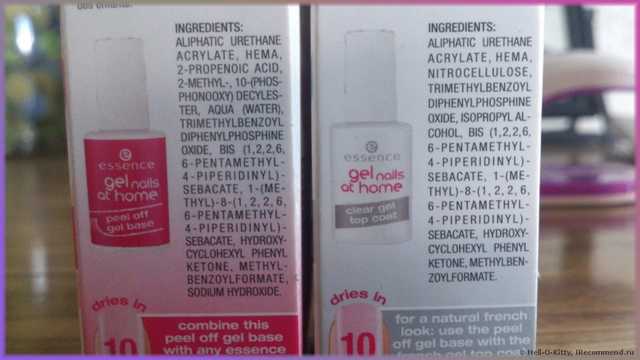 INGREDIENTS:
ALIPHATIC URETHANE
ACRYLATE, HEMA,
2-PROPENOIC ACID,
2-METHYL-, 10-(PHOS-
PHONOOXY) DECYLES-
TER, AQUA (WATER),
TRIMETHYLBENZOYL
DIPHENYLPHOSPHINE
OXIDE, BIS (1,2,2,6,
6-PENTAMETHYL-
4-PIPERIDINYL)-
SEBACATE, 1-(ME-
THYL)-8-(1, 2, 2, 6,
6-PENTAMETHYL-
4-PIPERIDINYL)-
SEBACATE, HYDROXY-
CYCLOHEXYL PHENYL
KETONE, METHYL-
BENZOYLFORMATE,
SODIUM HYDROXIDE.
essence
gel nails
at home
peel off
gel base
dries in
10
combine this
peel off gel base
with any essence
INGREDIENTS:
ALIPHATIC URETHANE
ACRYLATE, HEMA,
NITROCELLULOSE,
TRIMETHYLBENZOYL
DIPHENYLPHOSPHINE
OXIDE, ISOPROPYL AL-
COHOL, BIS (1,2,2,6,
6-PENTAMETHYL-
4-PIPERIDINYL)-
SEBACATE, 1-(ME-
THYL)-8-(1, 2, 2, 6,
6-PENTAMETHYL-
4-PIPERIDINYL)-
SEBACATE, HYDROXY-
CYCLOHEXYL PHENYL
KETONE, METHYLBEN-
ZOYLFORMATE.
essence
gel nails
at home
clear gel
top coat
dries in
10
for a natural french
look: use the peel
off gel base with the
french gel top coat
© Hell-O-Kitty, IRecommend.ru